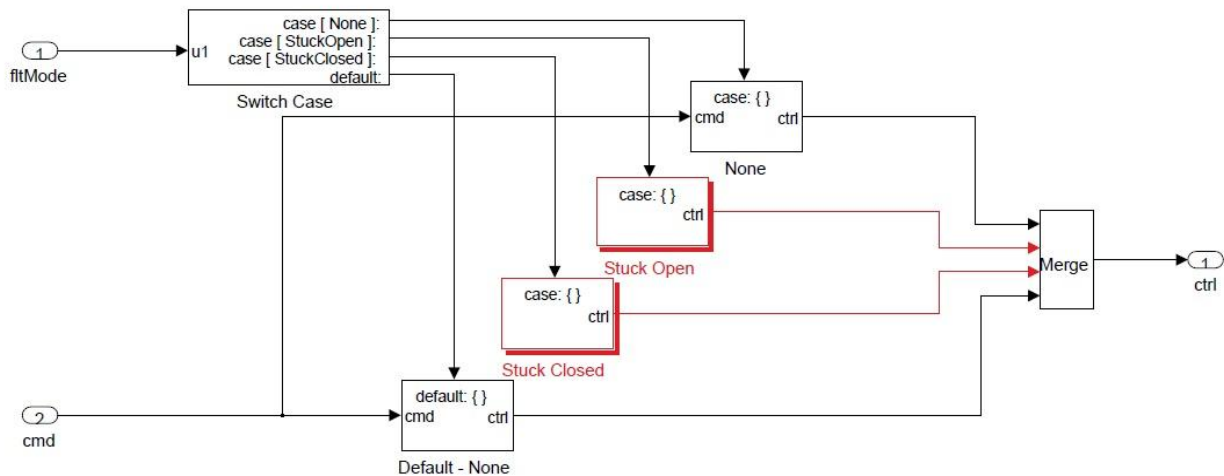 case [ None ]:
case [ StuckOpen ]:
case [ StuckClosed ]:
default:
u1
Switch Case
1
fltMode
case: { }
cmd
ctrl
None
case: { }
ctrl
Stuck Open
case: { }
ctrl
Stuck Closed
default: { }
cmd
ctrl
Default - None
2
cmd
Merge
1
ctrl